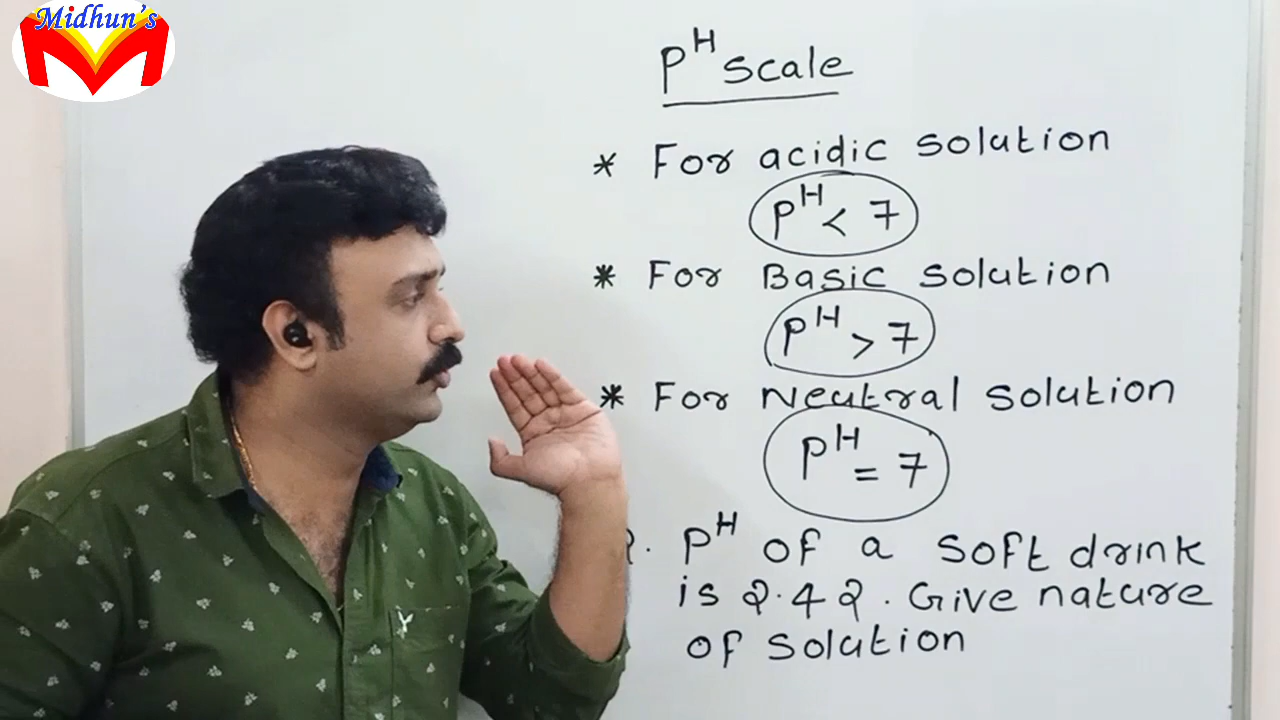 Midhun's
pH scale
* For acidic solution
pH < 7
* For Basic solution
pH > 7
* For Neutral solution
pH = 7
. pH of a soft drink
is 2.42. Give nature
of solution